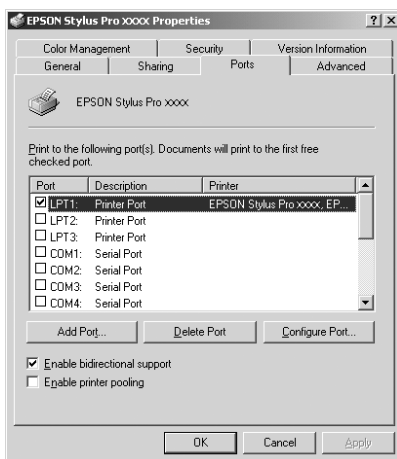 EPSON Stylus Pro xxxx Properties
Color Management Security Version Information
General Sharing Ports Advanced
EPSON Stylus Pro xxxx
Print to the following port(s). Documents will print to the first free
checked port.
Port Description Printer
LPT1: Printer Port EPSON Stylus Pro xxxx, EP...
LPT2: Printer Port
LPT3: Printer Port
COM1: Serial Port
COM2: Serial Port
COM3: Serial Port
COM4: Serial Port
Add Port... Delete Port Configure Port...
Enable bidirectional support
Enable printer pooling
OK Cancel Apply